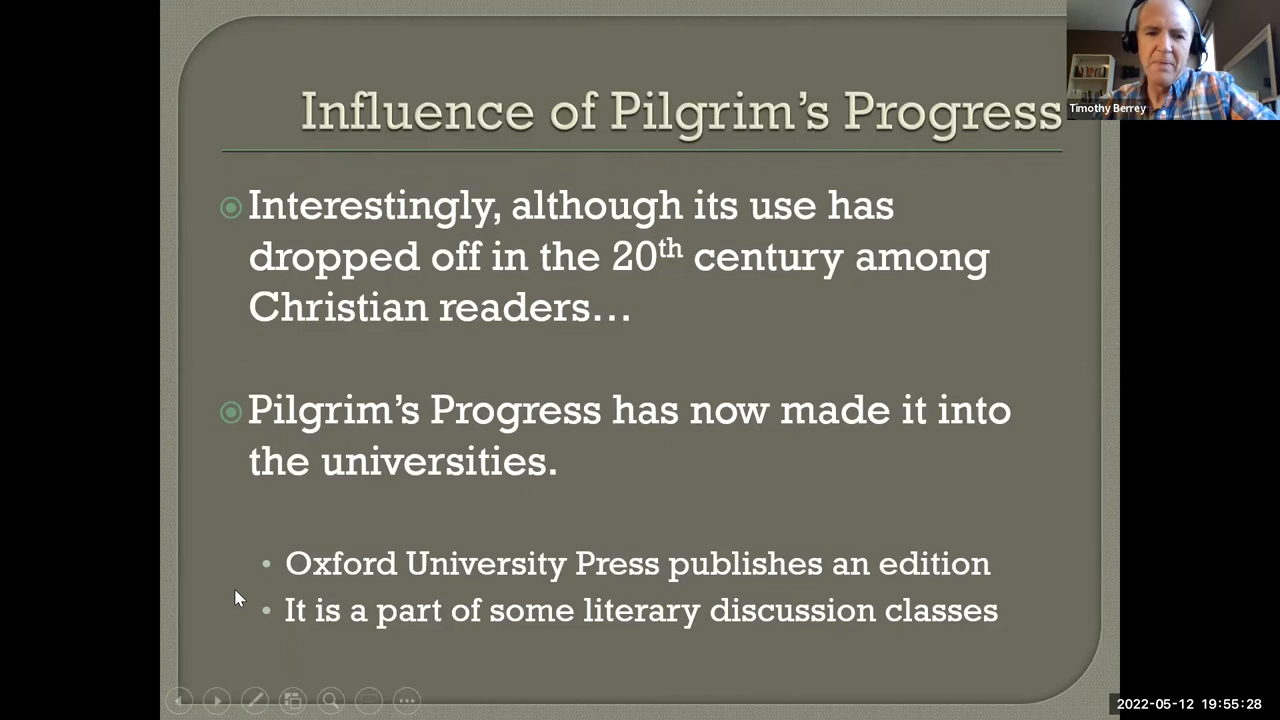 Influence of Pilgrim's Progress
Timothy Berrey
Interestingly, although its use has
dropped off in the 20th century among
Christian readers…
Pilgrim's Progress has now made it into
the universities.
• Oxford University Press publishes an edition
• It is a part of some literary discussion classes
2022-05-12 19:55:28